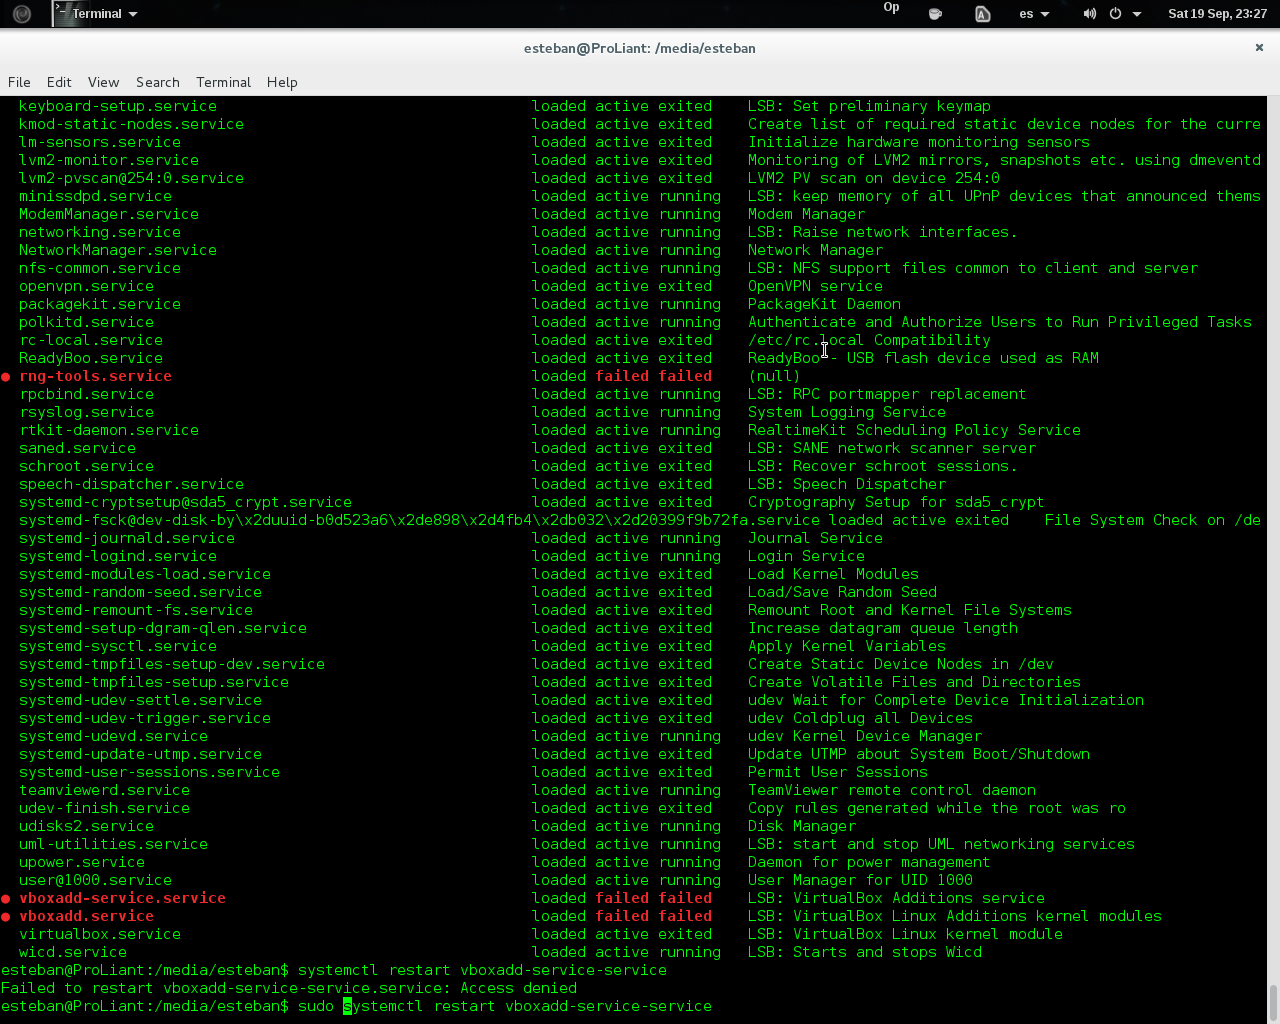 Terminal
Op
es
Sat 19 Sep, 23:27
esteban@ProLiant: /media/esteban
File Edit View Search Terminal Help
keyboard-setup.service loaded active exited LSB: Set preliminary keymap
kmod-static-nodes.service loaded active exited Create list of required static device nodes for the curre
lm-sensors.service loaded active exited Initialize hardware monitoring sensors
lvm2-monitor.service loaded active exited Monitoring of LVM2 mirrors, snapshots etc. using dmeventd
lvm2-pvscan@254:0.service loaded active exited LVM2 PV scan on device 254:0
minissdpd.service loaded active running LSB: keep memory of all UPnP devices that announced thems
ModemManager.service loaded active running Modem Manager
networking.service loaded active running LSB: Raise network interfaces.
NetworkManager.service loaded active running Network Manager
nfs-common.service loaded active running LSB: NFS support files common to client and server
openvpn.service loaded active exited OpenVPN service
packagekit.service loaded active running PackageKit Daemon
polkitd.service loaded active running Authenticate and Authorize Users to Run Privileged Tasks
rc-local.service loaded active exited /etc/rc.local Compatibility
ReadyBoo.service loaded active exited ReadyBoo - USB flash device used as RAM
● rng-tools.service loaded failed failed (null)
rpcbind.service loaded active running LSB: RPC portmapper replacement
rsyslog.service loaded active running System Logging Service
rtkit-daemon.service loaded active running RealtimeKit Scheduling Policy Service
saned.service loaded active exited LSB: SANE network scanner server
schroot.service loaded active exited LSB: Recover schroot sessions.
speech-dispatcher.service loaded active exited LSB: Speech Dispatcher
systemd-cryptsetup@sda5_crypt.service loaded active exited Cryptography Setup for sda5_crypt
systemd-fsck@dev-disk-by\x2duuid-b0d523a6\x2de898\x2d4fb4\x2db032\x2d20399f9b72fa.service loaded active exited File System Check on /de
systemd-journald.service loaded active running Journal Service
systemd-logind.service loaded active running Login Service
systemd-modules-load.service loaded active exited Load Kernel Modules
systemd-random-seed.service loaded active exited Load/Save Random Seed
systemd-remount-fs.service loaded active exited Remount Root and Kernel File Systems
systemd-setup-dgram-qlen.service loaded active exited Increase datagram queue length
systemd-sysctl.service loaded active exited Apply Kernel Variables
systemd-tmpfiles-setup-dev.service loaded active exited Create Static Device Nodes in /dev
systemd-tmpfiles-setup.service loaded active exited Create Volatile Files and Directories
systemd-udev-settle.service loaded active exited udev Wait for Complete Device Initialization
systemd-udev-trigger.service loaded active exited udev Coldplug all Devices
systemd-udevd.service loaded active running udev Kernel Device Manager
systemd-update-utmp.service loaded active exited Update UTMP about System Boot/Shutdown
systemd-user-sessions.service loaded active exited Permit User Sessions
teamviewerd.service loaded active running TeamViewer remote control daemon
udev-finish.service loaded active exited Copy rules generated while the root was ro
udisks2.service loaded active running Disk Manager
uml-utilities.service loaded active running LSB: start and stop UML networking services
upower.service loaded active running Daemon for power management
user@1000.service loaded active running User Manager for UID 1000
● vboxadd-service.service loaded failed failed LSB: VirtualBox Additions service
● vboxadd.service loaded failed failed LSB: VirtualBox Linux Additions kernel modules
virtualbox.service loaded active exited LSB: VirtualBox Linux kernel module
wicd.service loaded active running LSB: Starts and stops Wicd
esteban@ProLiant:/media/esteban$ systemctl restart vboxadd-service-service
Failed to restart vboxadd-service-service.service: Access denied
esteban@ProLiant:/media/esteban$ sudo systemctl restart vboxadd-service-service